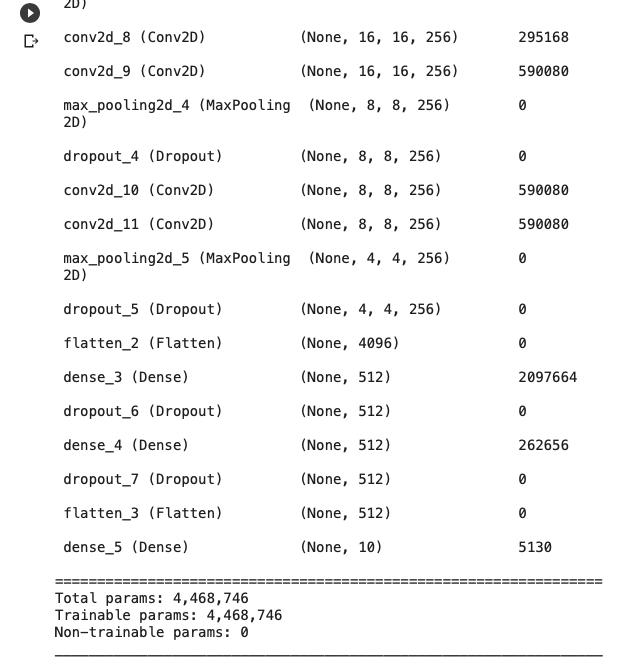 2D)
conv2d_8 (Conv2D) (None, 16, 16, 256) 295168
conv2d_9 (Conv2D) (None, 16, 16, 256) 590080
max_pooling2d_4 (MaxPooling (None, 8, 8, 256) 0
2D)
dropout_4 (Dropout) (None, 8, 8, 256) 0
conv2d_10 (Conv2D) (None, 8, 8, 256) 590080
conv2d_11 (Conv2D) (None, 8, 8, 256) 590080
max_pooling2d_5 (MaxPooling (None, 4, 4, 256) 0
2D)
dropout_5 (Dropout) (None, 4, 4, 256) 0
flatten_2 (Flatten) (None, 4096) 0
dense_3 (Dense) (None, 512) 2097664
dropout_6 (Dropout) (None, 512) 0
dense_4 (Dense) (None, 512) 262656
dropout_7 (Dropout) (None, 512) 0
flatten_3 (Flatten) (None, 512) 0
dense_5 (Dense) (None, 10) 5130
=================================================================
Total params: 4,468,746
Trainable params: 4,468,746
Non-trainable params: 0
_________________________________________________________________